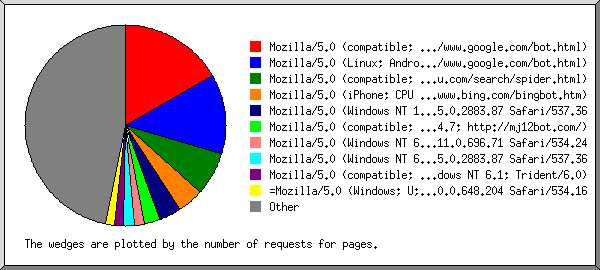 Mozilla/5.0 (compatible; .../www.google.com/bot.html)
Mozilla/5.0 (Linux; Andro.../www.google.com/bot.html)
Mozilla/5.0 (compatible; ...u.com/search/spider.html)
Mozilla/5.0 (iPhone; CPU ...www.bing.com/bingbot.htm)
Mozilla/5.0 (Windows NT 1...5.0.2883.87 Safari/537.36
Mozilla/5.0 (compatible; ...4.7; http://mj12bot.com/)
Mozilla/5.0 (Windows NT 6...11.0.696.71 Safari/534.24
Mozilla/5.0 (Windows NT 6...5.0.2883.87 Safari/537.36
Mozilla/5.0 (compatible; ...dows NT 6.1; Trident/6.0)
=Mozilla/5.0 (Windows; U;...0.0.648.204 Safari/534.16
Other
The wedges are plotted by the number of requests for pages.